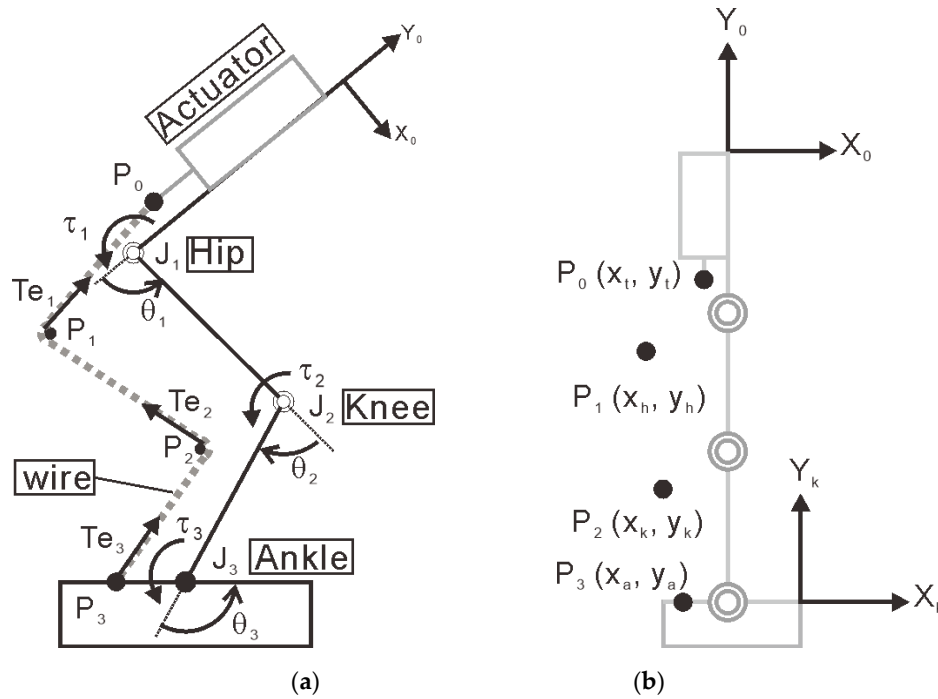 Y₀
X₀
Actuator
P₀
τ₁
J₁ Hip
Te₁
θ₁
P₁
τ₂
J₂ Knee
Te₂
P₂
θ₂
wire
Te₃
τ₃
J₃ Ankle
P₃
θ₃
(a)
Y₀
X₀
P₀ (xₜ, yₜ)
P₁ (xₕ, yₕ)
Yₖ
P₂ (xₖ, yₖ)
P₃ (xₐ, yₐ)
X
(b)